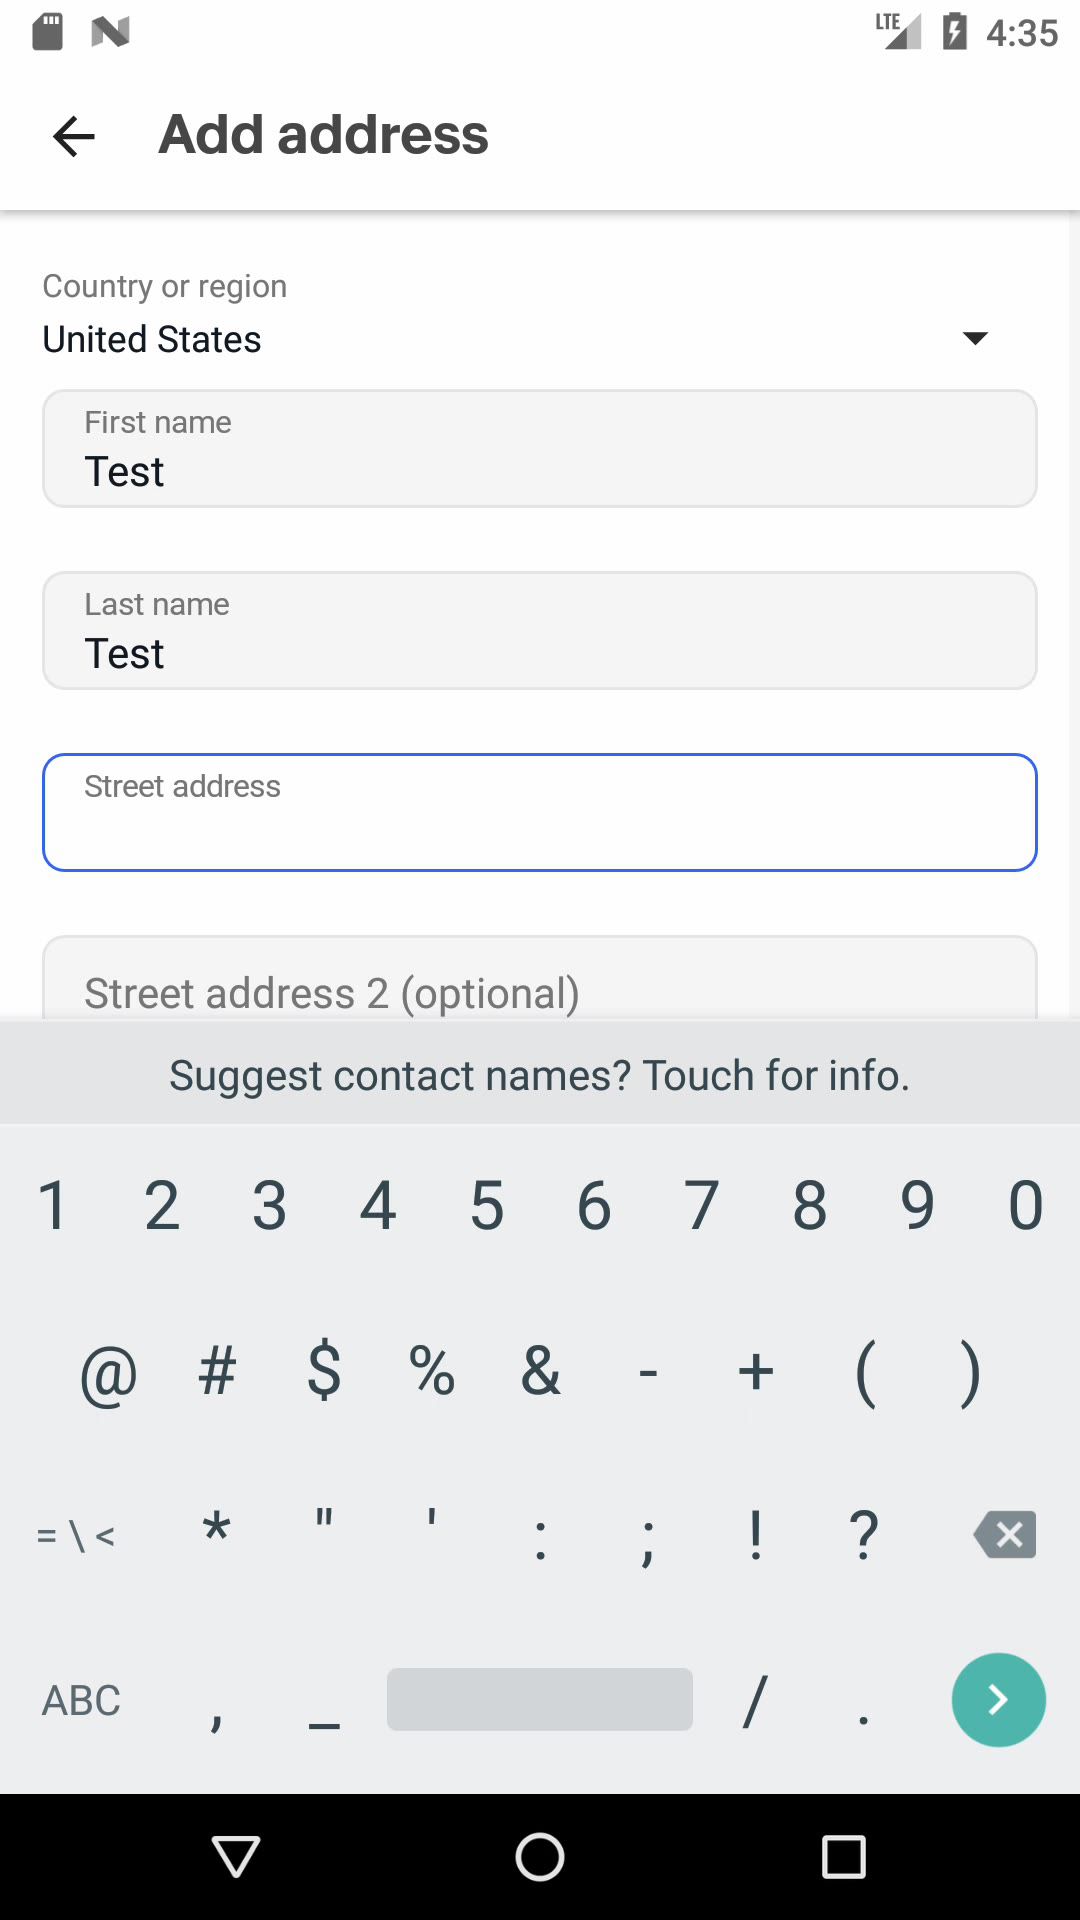 LTE 4:35
Add address
Country or region
United States
First name
Test
Last name
Test
Street address
Street address 2 (optional)
Suggest contact names? Touch for info.
1 2 3 4 5 6 7 8 9 0
@ # $ % & - + ( )
= \ < * " ' : ; ! ?
ABC , _ / .